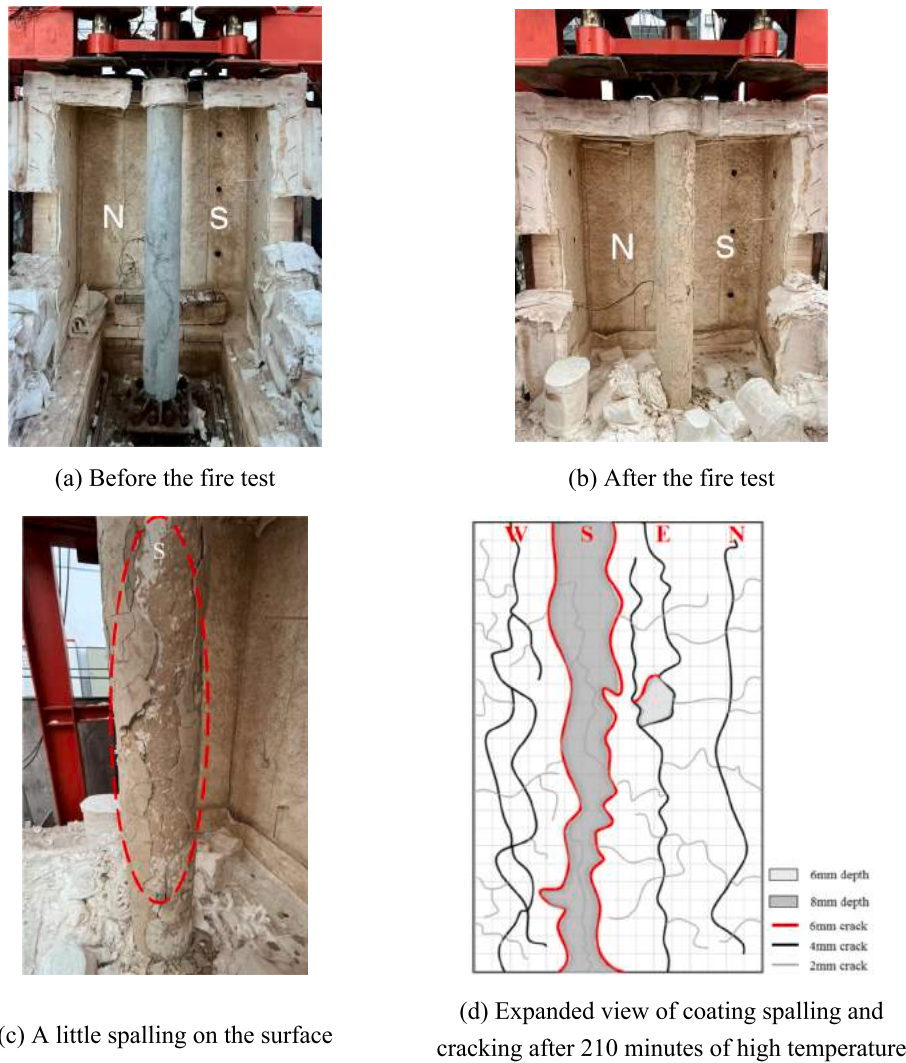 N
S
N
S
(a) Before the fire test
(b) After the fire test
S
W S E N
6mm depth
8mm depth
6mm crack
4mm crack
2mm crack
(c) A little spalling on the surface
(d) Expanded view of coating spalling and
cracking after 210 minutes of high temperature